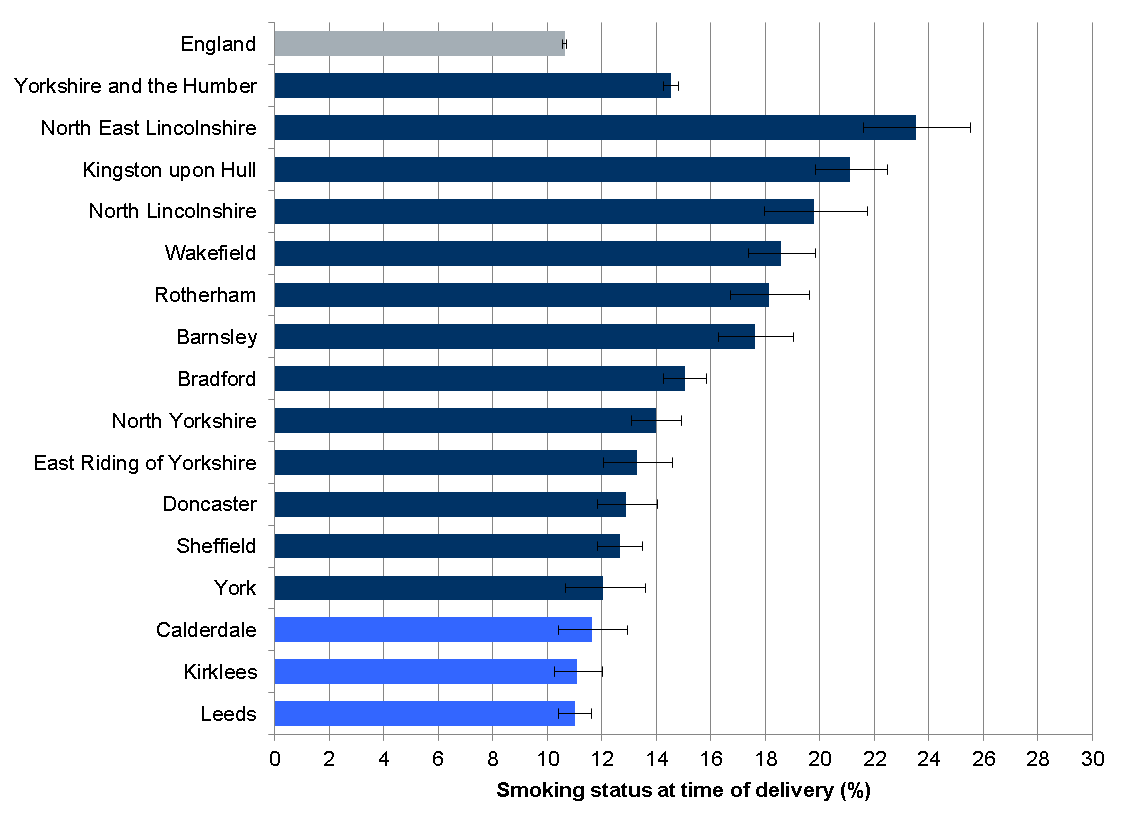 England
Yorkshire and the Humber
North East Lincolnshire
Kingston upon Hull
North Lincolnshire
Wakefield
Rotherham
Barnsley
Bradford
North Yorkshire
East Riding of Yorkshire
Doncaster
Sheffield
York
Calderdale
Kirklees
Leeds
0 2 4 6 8 10 12 14 16 18 20 22 24 26 28 30
Smoking status at time of delivery (%)